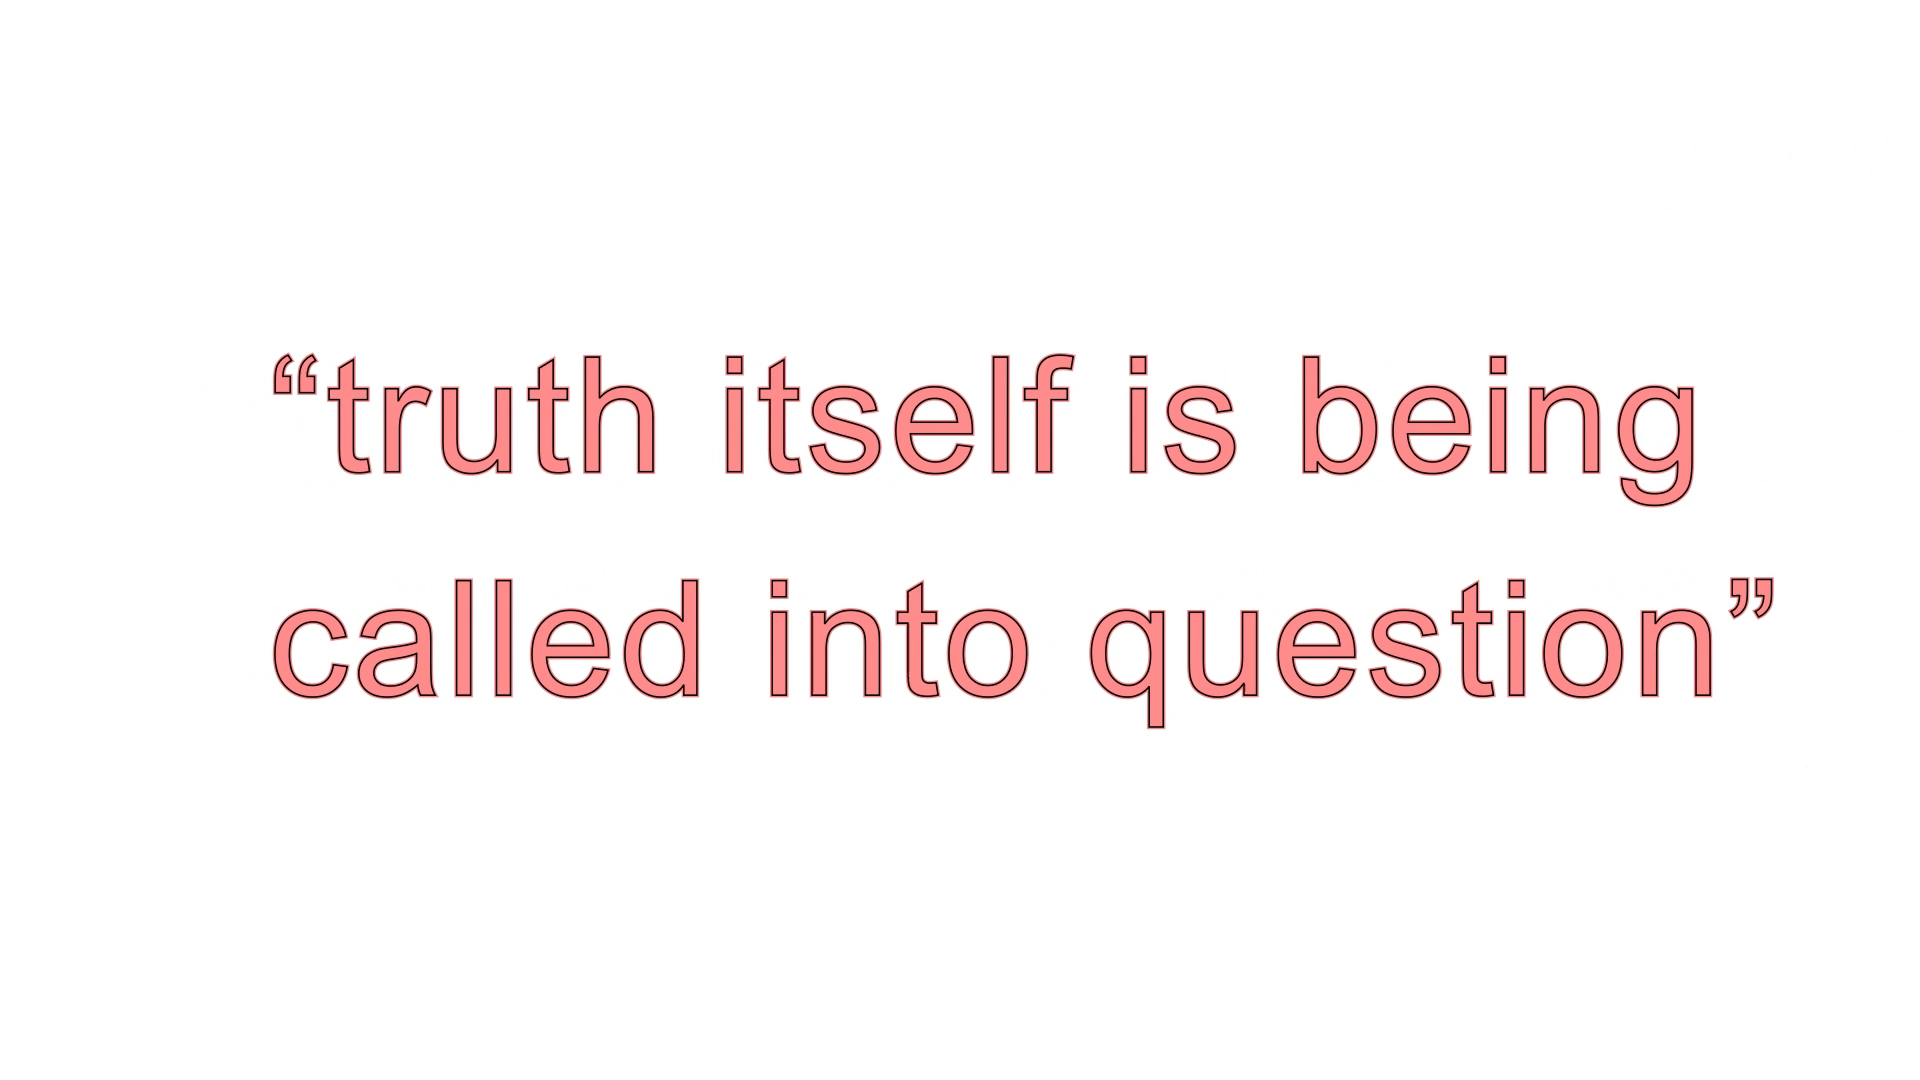 “truth itself is being
called into question”